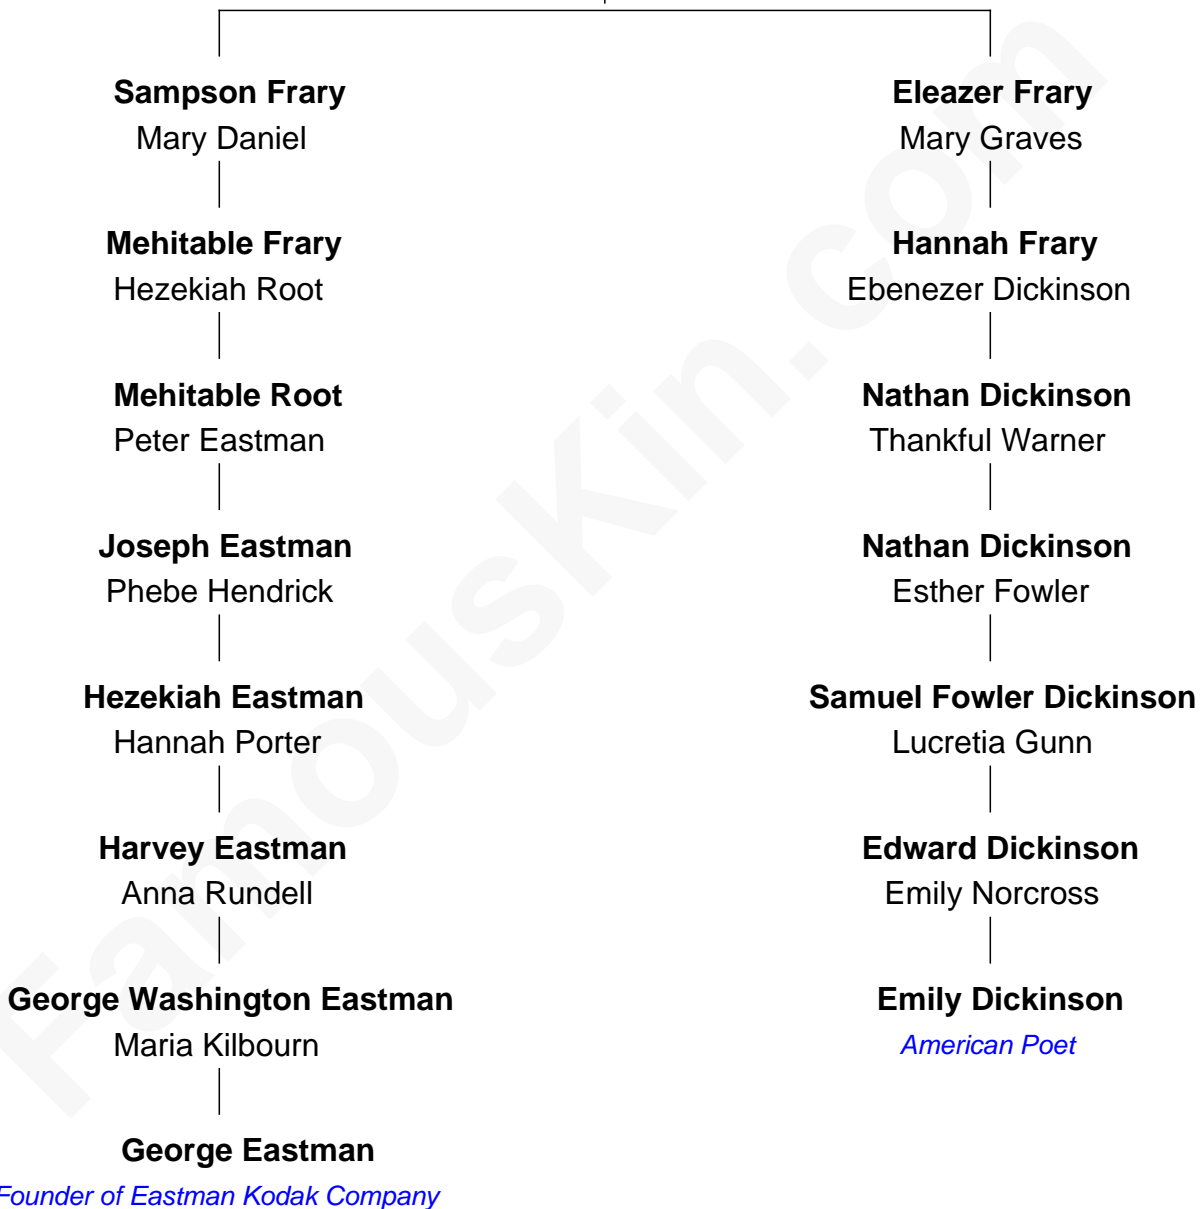 Sampson Frary
Mary Daniel
Eleazer Frary
Mary Graves
Mehitable Frary
Hezekiah Root
Hannah Frary
Ebenezer Dickinson
Mehitable Root
Peter Eastman
Nathan Dickinson
Thankful Warner
Joseph Eastman
Phebe Hendrick
Nathan Dickinson
Esther Fowler
Hezekiah Eastman
Hannah Porter
Samuel Fowler Dickinson
Lucretia Gunn
Harvey Eastman
Anna Rundell
Edward Dickinson
Emily Norcross
George Washington Eastman
Maria Kilbourn
Emily Dickinson
American Poet
George Eastman
Founder of Eastman Kodak Company
FamousKin.com